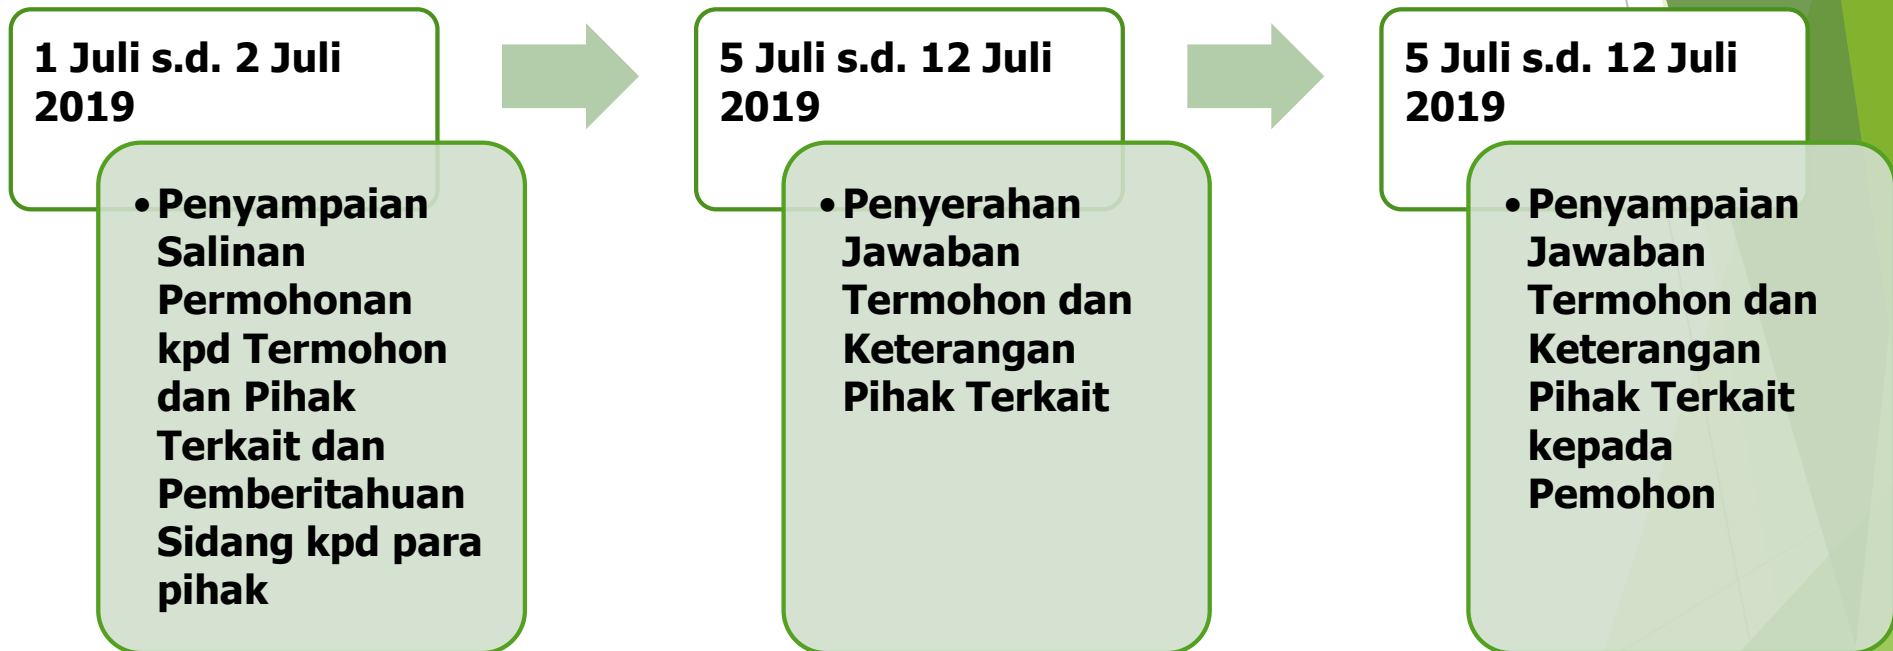 1 Juli s.d. 2 Juli
2019
• Penyampaian
Salinan
Permohonan
kpd Termohon
dan Pihak
Terkait dan
Pemberitahuan
Sidang kpd para
pihak
5 Juli s.d. 12 Juli
2019
• Penyerahan
Jawaban
Termohon dan
Keterangan
Pihak Terkait
5 Juli s.d. 12 Juli
2019
• Penyampaian
Jawaban
Termohon dan
Keterangan
Pihak Terkait
kepada
Pemohon